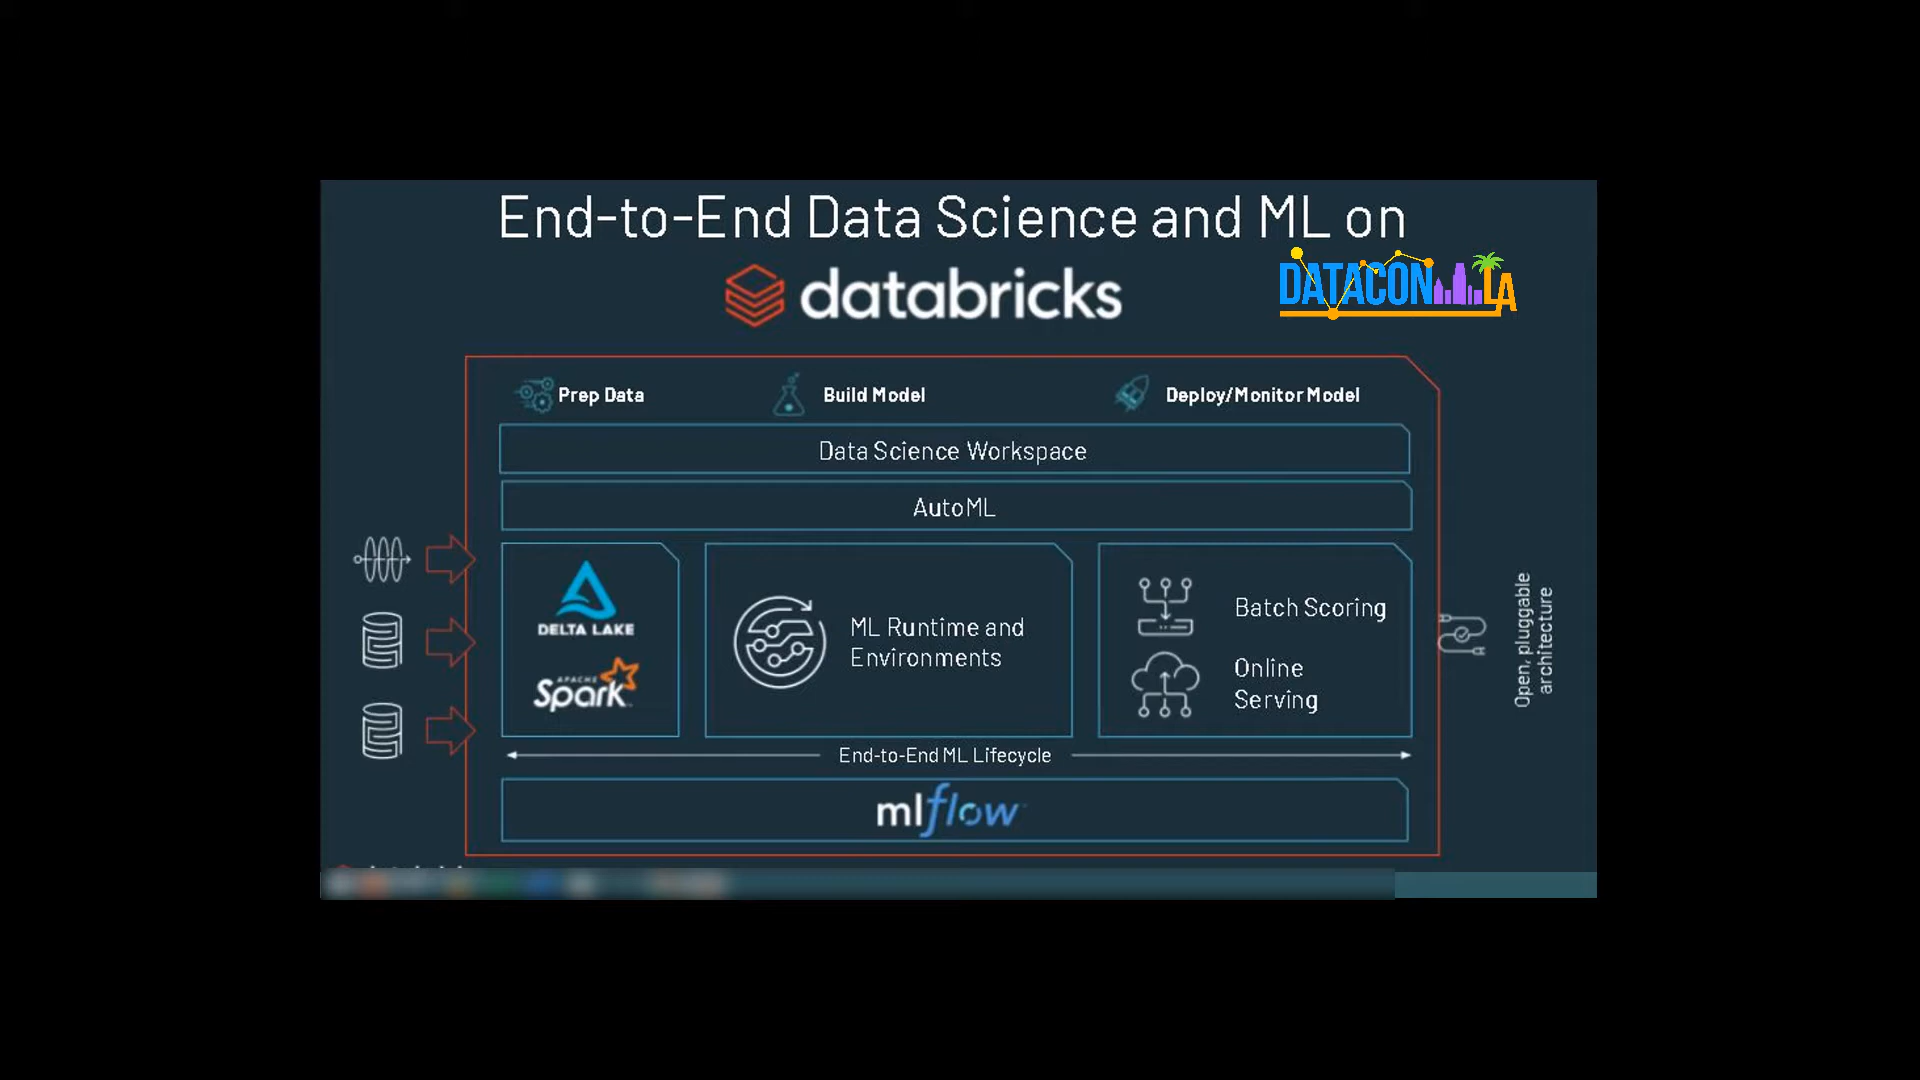 End-to-End Data Science and ML on
databricks
DATACON LA
Prep Data
Build Model
Deploy/Monitor Model
Data Science Workspace
AutoML
DELTA LAKE
APACHE
Spark
ML Runtime and
Environments
Batch Scoring
Online
Serving
Open, pluggable
architecture
End-to-End ML Lifecycle
mlflow